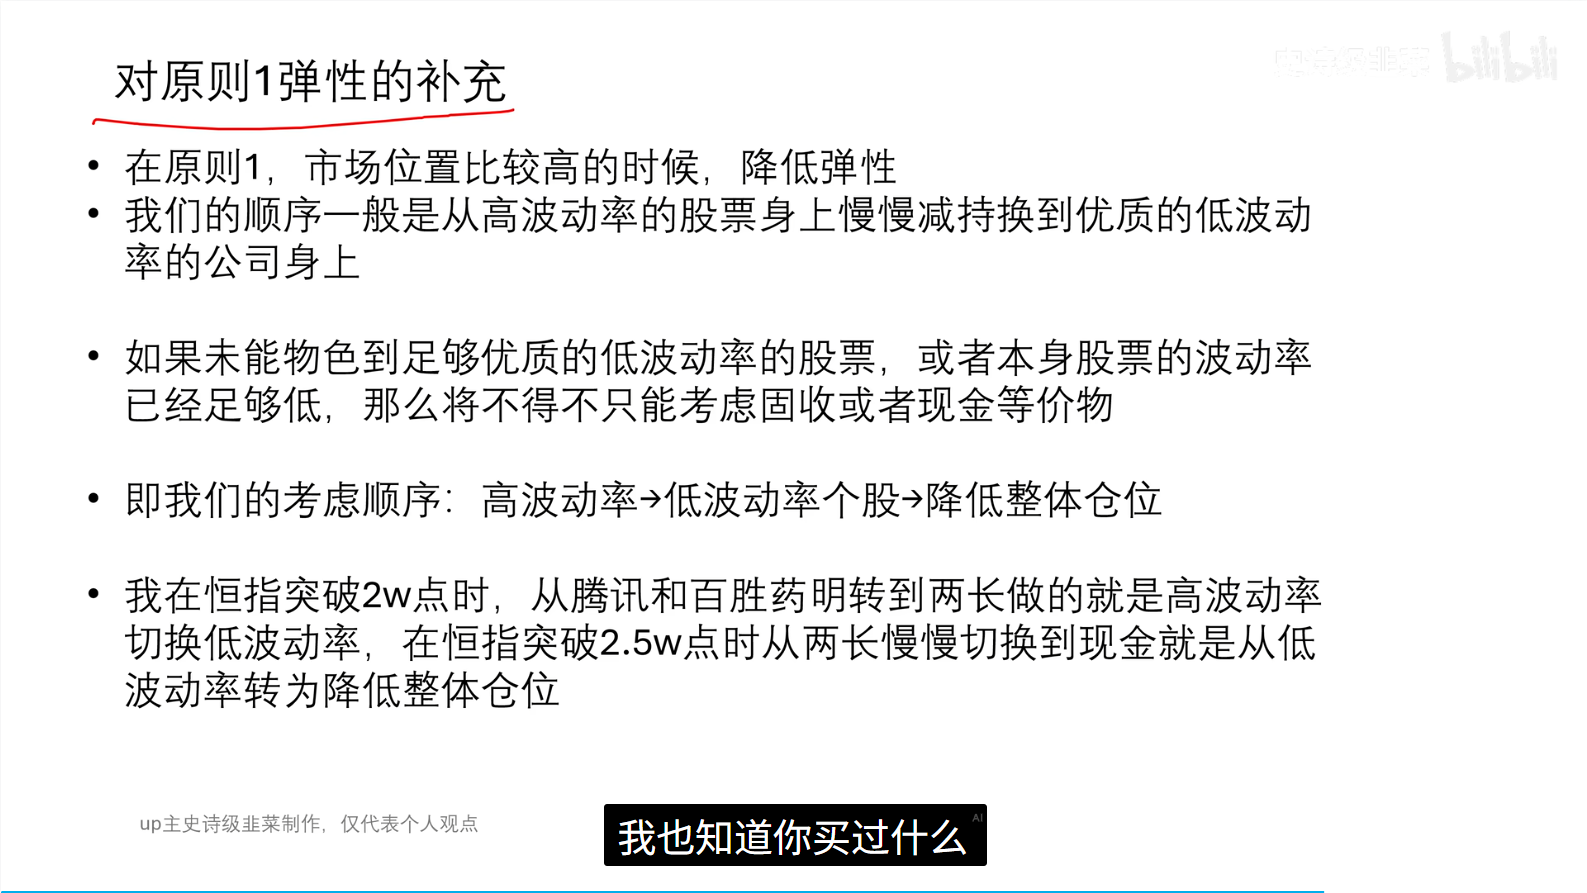 史诗级韭菜 bilibili
对原则1弹性的补充
• 在原则1，市场位置比较高的时候，降低弹性
• 我们的顺序一般是从高波动率的股票身上慢慢减持换到优质的低波动
率的公司身上
• 如果未能物色到足够优质的低波动率的股票，或者本身股票的波动率
已经足够低，那么将不得不只能考虑固收或者现金等价物
• 即我们的考虑顺序：高波动率→低波动率个股→降低整体仓位
• 我在恒指突破2w点时，从腾讯和百胜药明转到两长做的就是高波动率
切换低波动率，在恒指突破2.5w点时从两长慢慢切换到现金就是从低
波动率转为降低整体仓位
up主史诗级韭菜制作，仅代表个人观点
AI
我也知道你买过什么